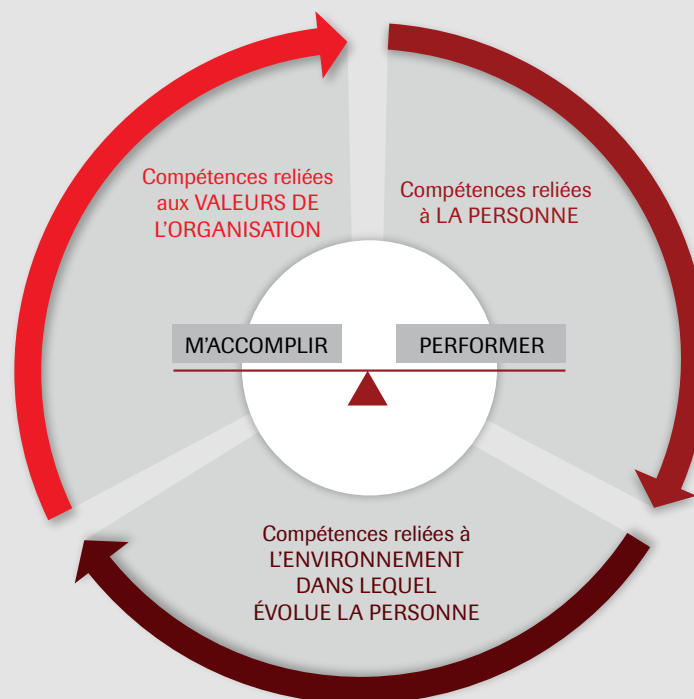 Compétences reliées
aux VALEURS DE
L'ORGANISATION
Compétences reliées
à LA PERSONNE
M'ACCOMPLIR
PERFORMER
Compétences reliées à
L'ENVIRONNEMENT
DANS LEQUEL
ÉVOLUE LA PERSONNE